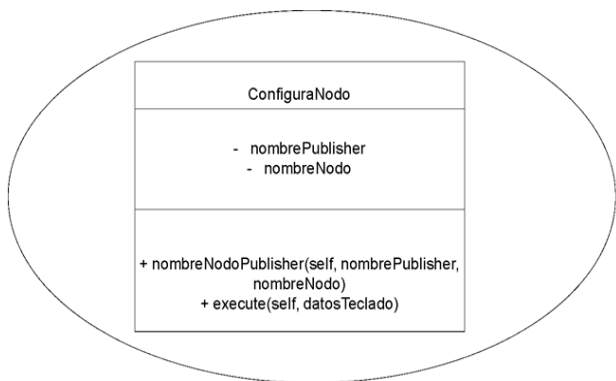 ConfiguraNodo
- nombrePublisher
- nombreNodo
+ nombreNodoPublisher(self, nombrePublisher,
nombreNodo)
+ execute(self, datosTeclado)